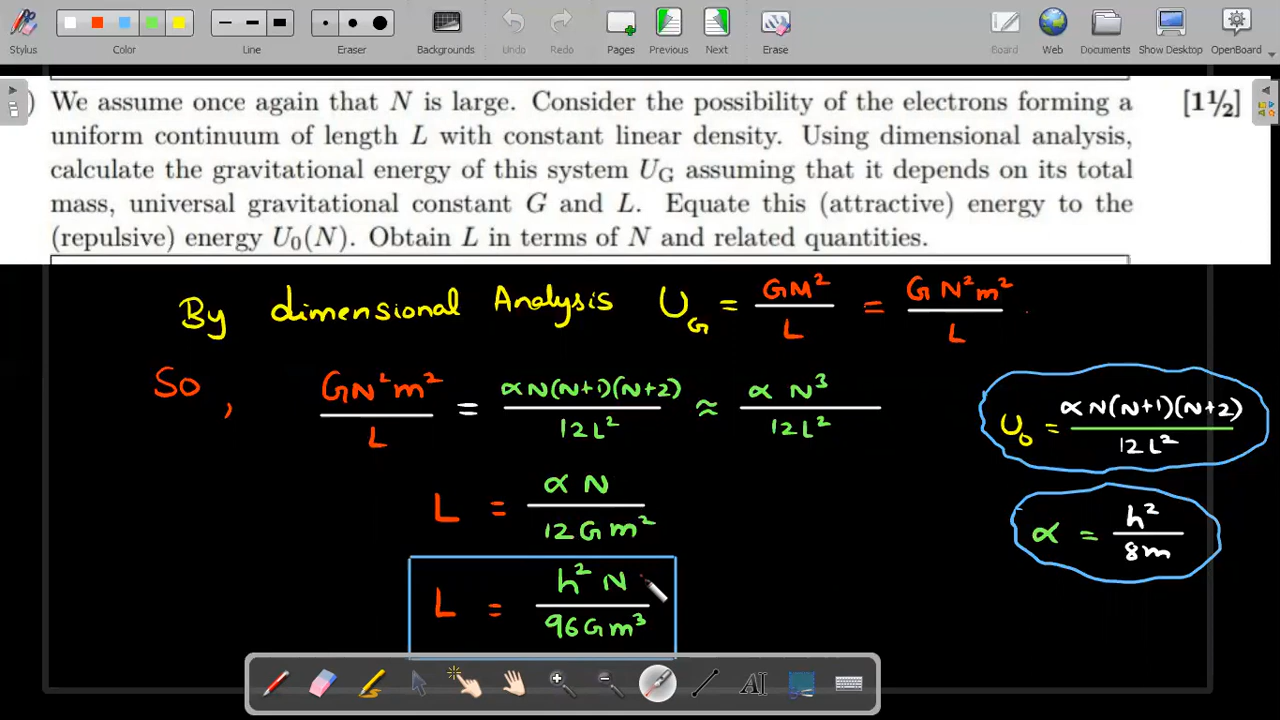 Stylus Color Line Eraser Backgrounds Undo Redo Pages Previous Next Erase Board Web Documents Show Desktop OpenBoard
) We assume once again that N is large. Consider the possibility of the electrons forming a [1½]
uniform continuum of length L with constant linear density. Using dimensional analysis,
calculate the gravitational energy of this system U_G assuming that it depends on its total
mass, universal gravitational constant G and L. Equate this (attractive) energy to the
(repulsive) energy U₀(N). Obtain L in terms of N and related quantities.
By dimensional Analysis U_G = GM²/L = GN²m²/L
So, GN²m²/L = αN(N+1)(N+2)/12L² ≈ αN³/12L²
U₀ = αN(N+1)(N+2)/12L²
L = αN/12Gm²
α = h²/8m
L = h²N/96Gm³
AI